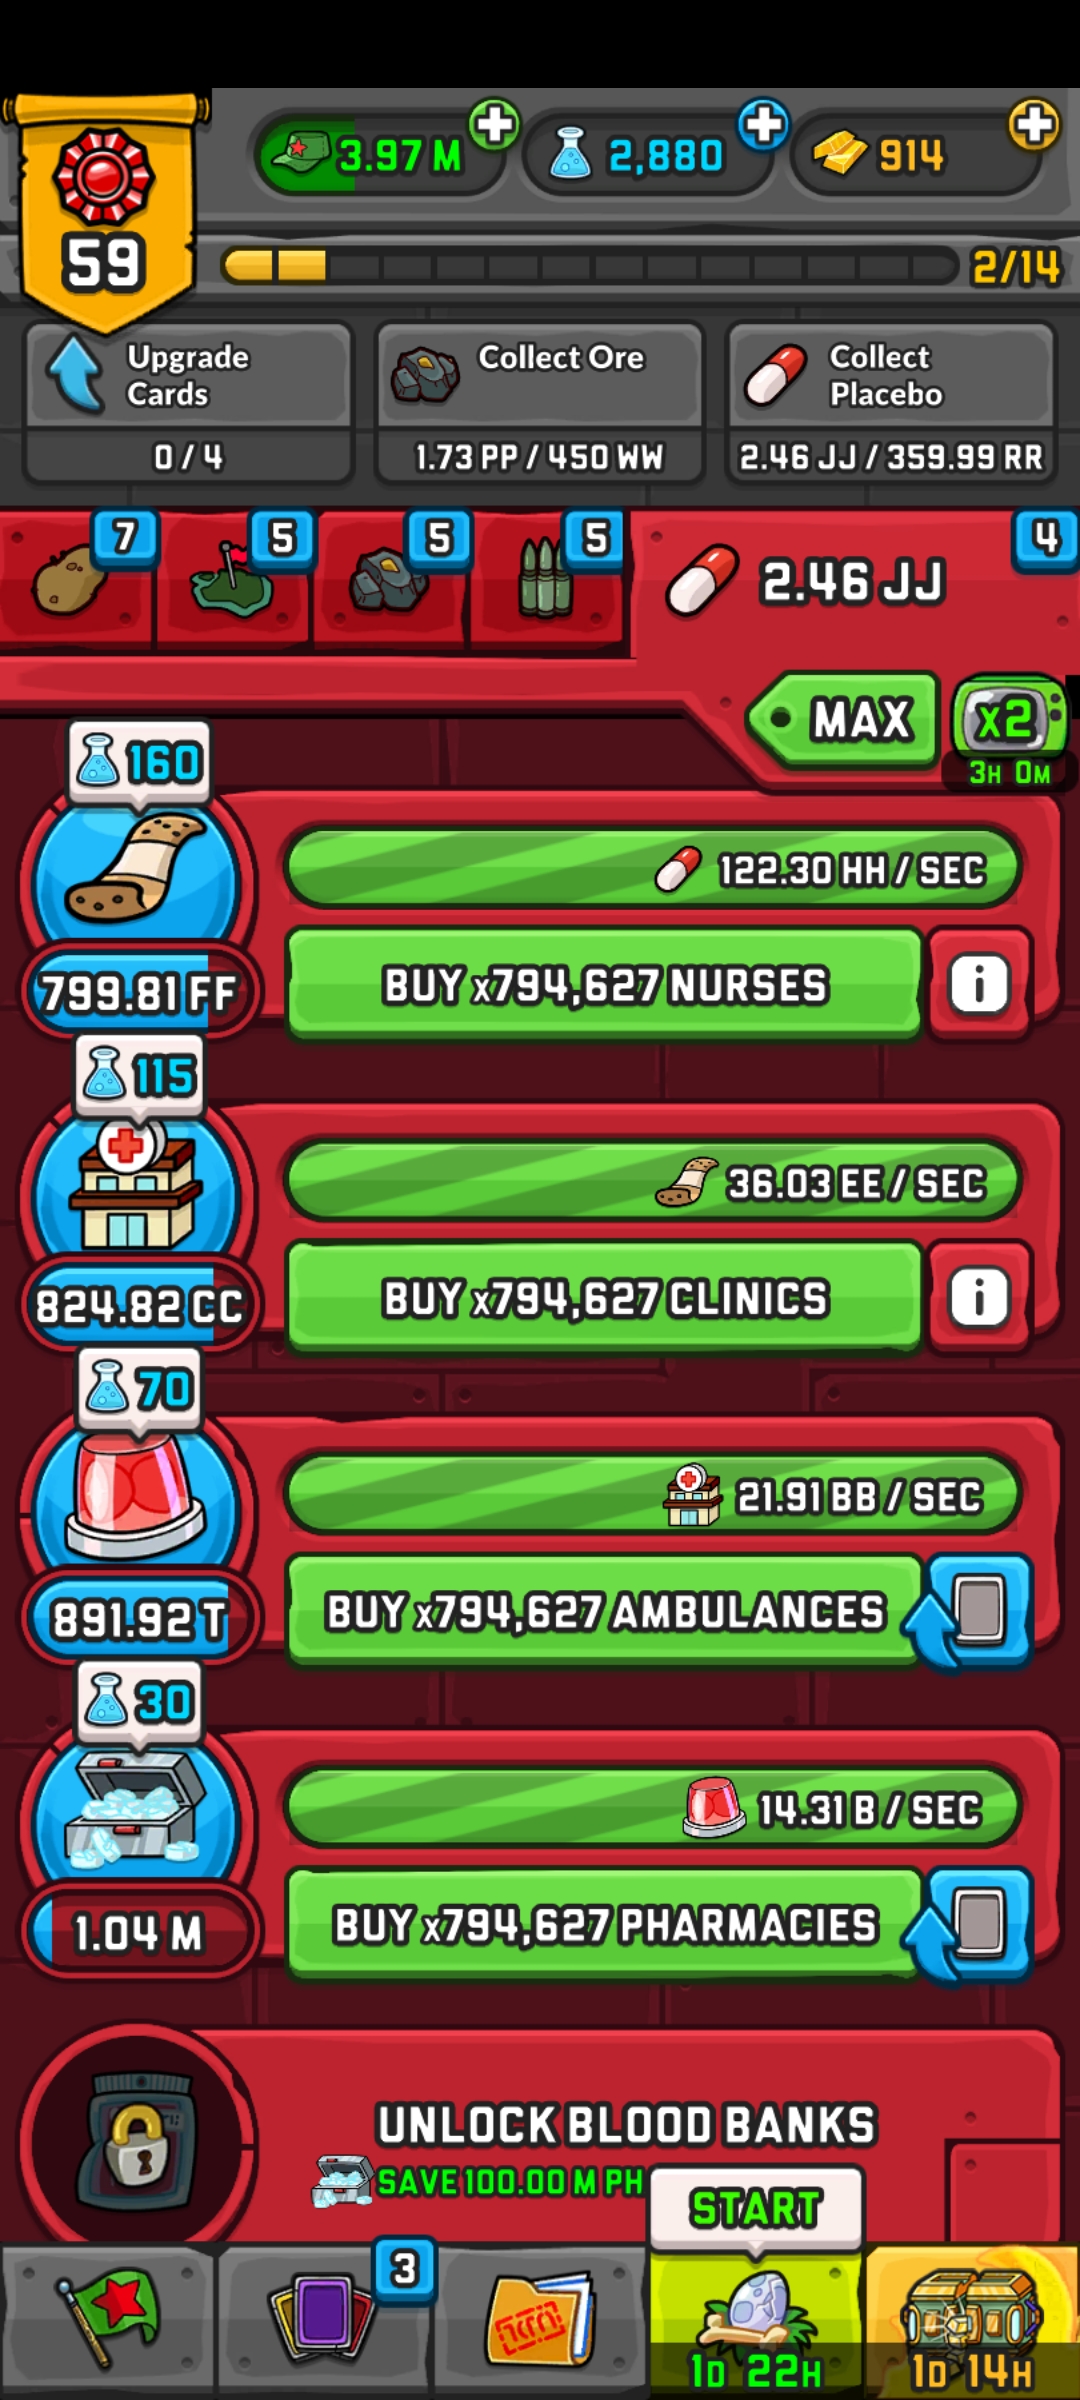 3.97 M
2,880
914
59
2/14
Upgrade
Cards
0 / 4
Collect Ore
1.73 PP / 450 WW
Collect
Placebo
2.46 JJ / 359.99 RR
7
5
5
5
4
2.46 JJ
MAX
x2
3H 0M
160
122.30 HH / SEC
799.81 FF
BUY x794,627 NURSES
i
115
36.03 EE / SEC
824.82 CC
BUY x794,627 CLINICS
i
70
21.91 BB / SEC
891.92 T
BUY x794,627 AMBULANCES
30
14.31 B / SEC
1.04 M
BUY x794,627 PHARMACIES
UNLOCK BLOOD BANKS
SAVE 100.00 M PH
START
3
1D 22H
1D 14H